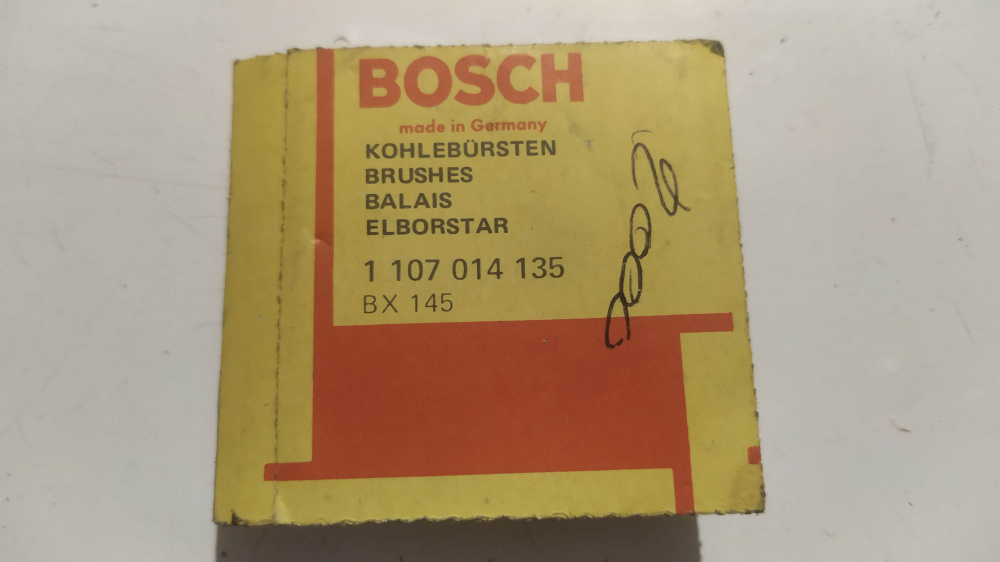 BOSCH
made in Germany
KOHLEBÜRSTEN
BRUSHES
BALAIS
ELBORSTAR
1 107 014 135
BX 145